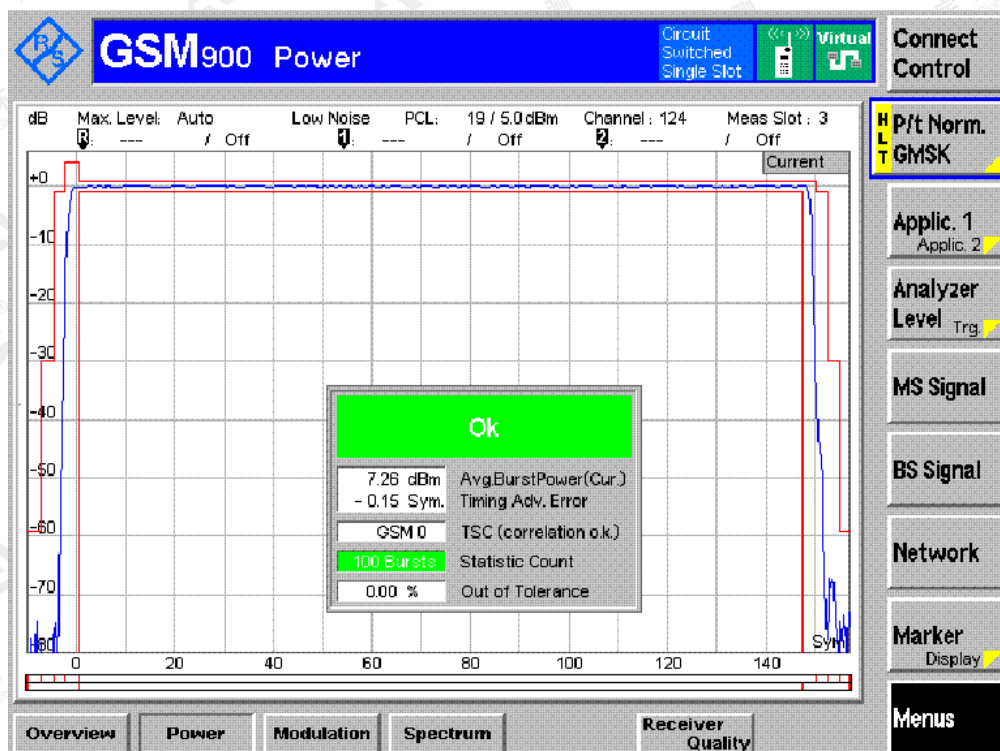 R/S
GSM900 Power
Circuit
Switched
Single Slot
Virtual
Connect
Control
dB Max. Level: Auto Low Noise PCL: 19 / 5.0 dBm Channel : 124 Meas Slot : 3
R: --- / Off 1: --- / Off 2: --- / Off
Current
H
L
T
P/t Norm.
GMSK
Applic. 1
Applic. 2
Analyzer
Level Trg.
MS Signal
BS Signal
Network
Marker
Display
Menus
+0
-10
-20
-30
-40
-50
-60
-70
-80
Ok
7.26 dBm Avg.BurstPower(Cur.)
- 0.15 Sym. Timing Adv. Error
GSM 0 TSC (correlation o.k.)
100 Bursts Statistic Count
0.00 % Out of Tolerance
Sym
0 20 40 60 80 100 120 140
Overview Power Modulation Spectrum Receiver
Quality